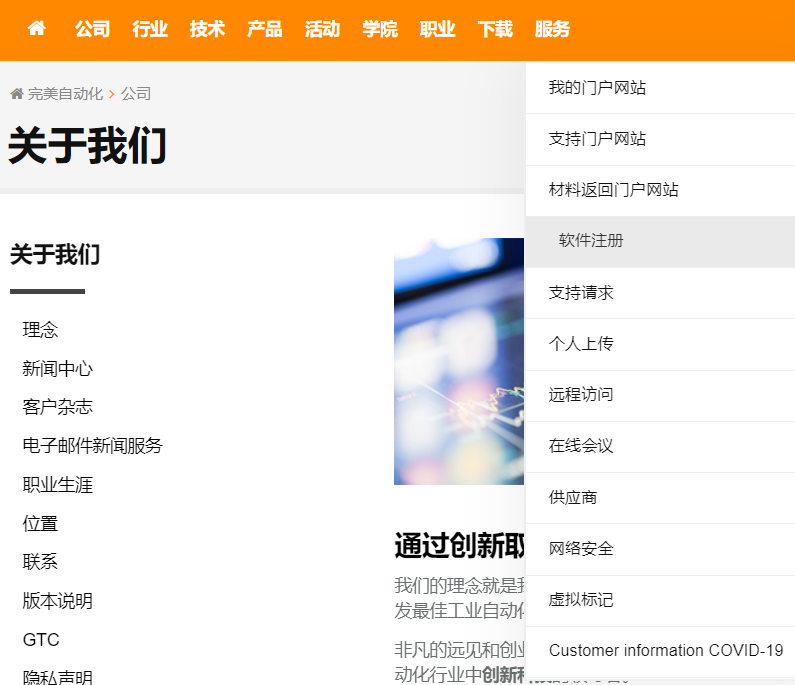 公司 行业 技术 产品 活动 学院 职业 下载 服务
完美自动化 > 公司
关于我们
我的门户网站
支持门户网站
材料返回门户网站
软件注册
支持请求
个人上传
远程访问
在线会议
供应商
网络安全
虚拟标记
Customer information COVID-19
关于我们
理念
新闻中心
客户杂志
电子邮件新闻服务
职业生涯
位置
联系
版本说明
GTC
隐私声明
通过创新取
我们的理念就是
发最佳工业自动
非凡的远见和创
动化行业中创新